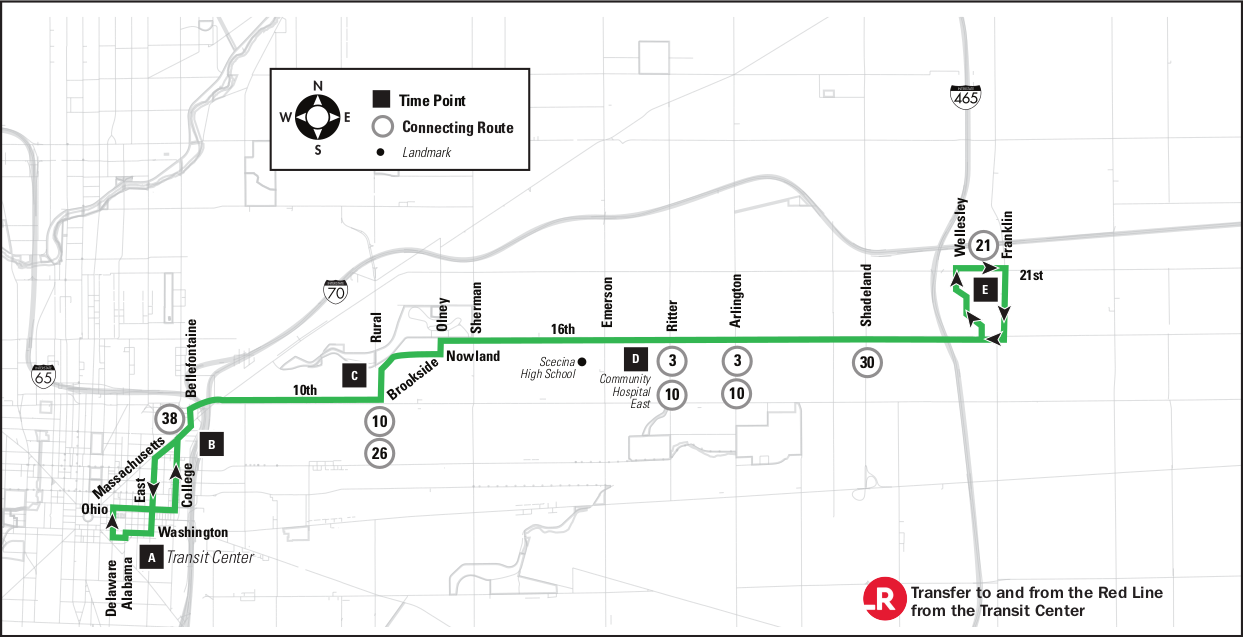 N
W
E
S
Time Point
Connecting Route
Landmark
INTERSTATE
465
INTERSTATE
70
INTERSTATE
65
Wellesley
21
Franklin
21st
E
Bellefontaine
Rural
Olney
Sherman
Emerson
Ritter
Arlington
Shadeland
16th
Nowland
Brookside
10th
C
Scecina
High School
D
Community
Hospital
East
3
10
3
10
30
10
26
38
B
Massachusetts
East
College
Ohio
Washington
A
Transit Center
Delaware
Alabama
R
Transfer to and from the Red Line
from the Transit Center